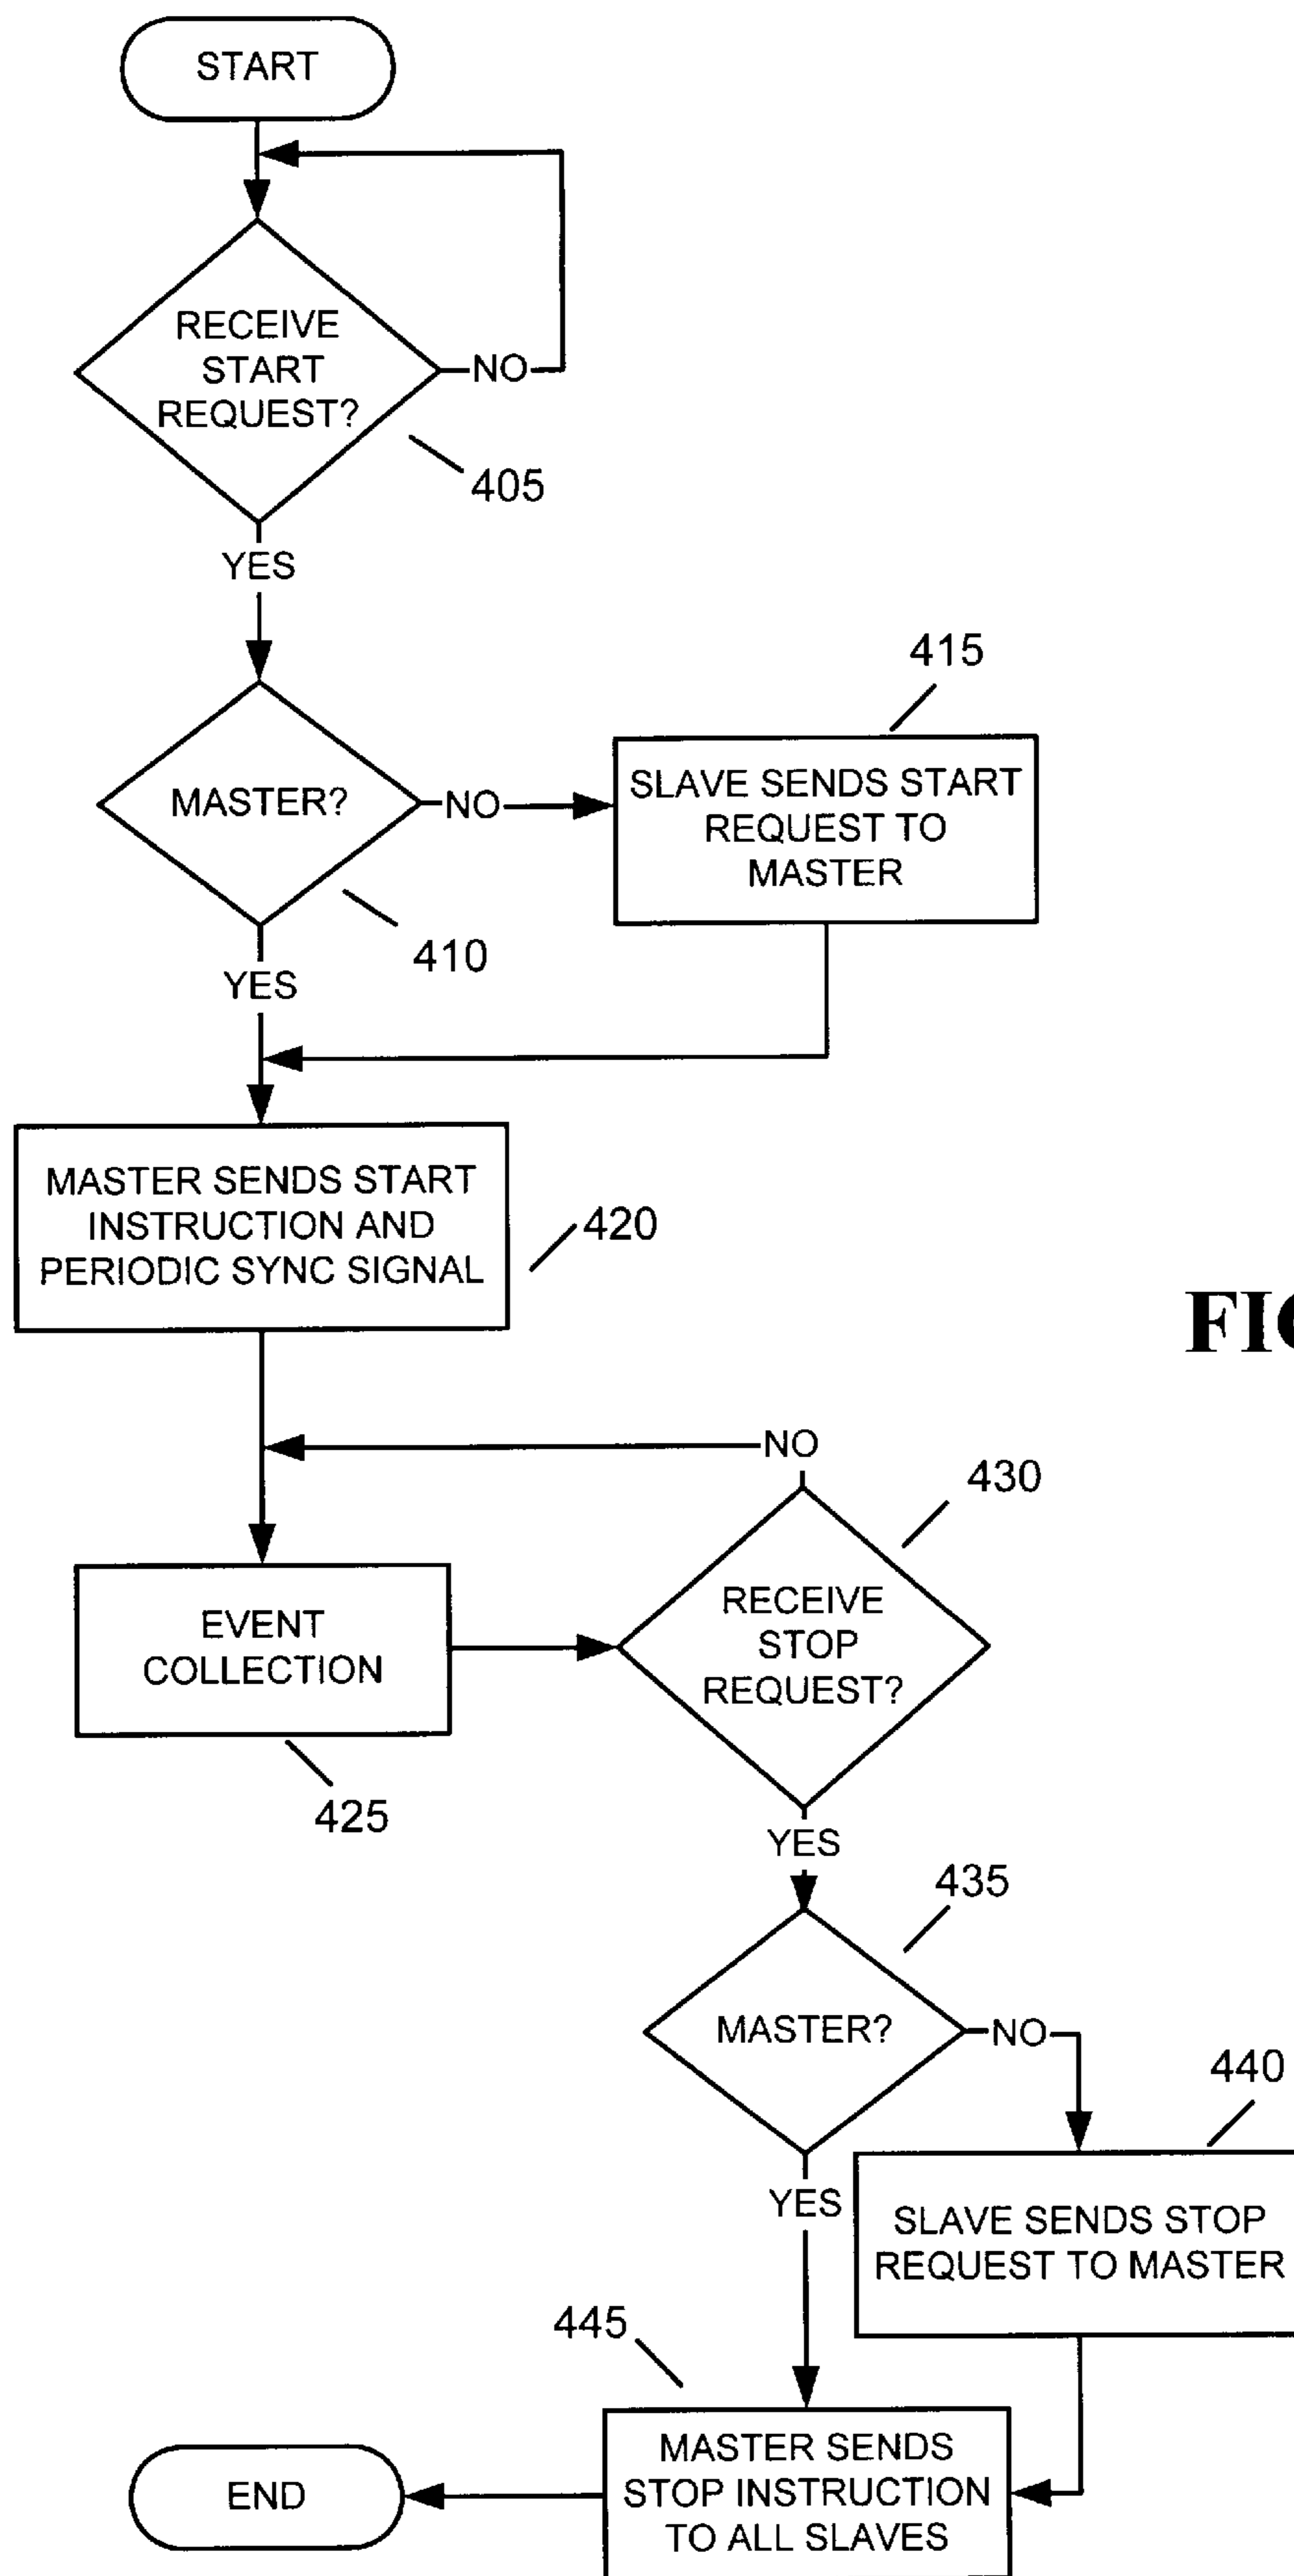 START
RECEIVE
START
REQUEST?
NO
405
YES
415
MASTER?
NO
SLAVE SENDS START
REQUEST TO
MASTER
410
YES
MASTER SENDS START
INSTRUCTION AND
PERIODIC SYNC SIGNAL
420
NO
430
EVENT
COLLECTION
RECEIVE
STOP
REQUEST?
425
YES
435
MASTER?
NO
440
YES
SLAVE SENDS STOP
REQUEST TO MASTER
445
MASTER SENDS
STOP INSTRUCTION
TO ALL SLAVES
END